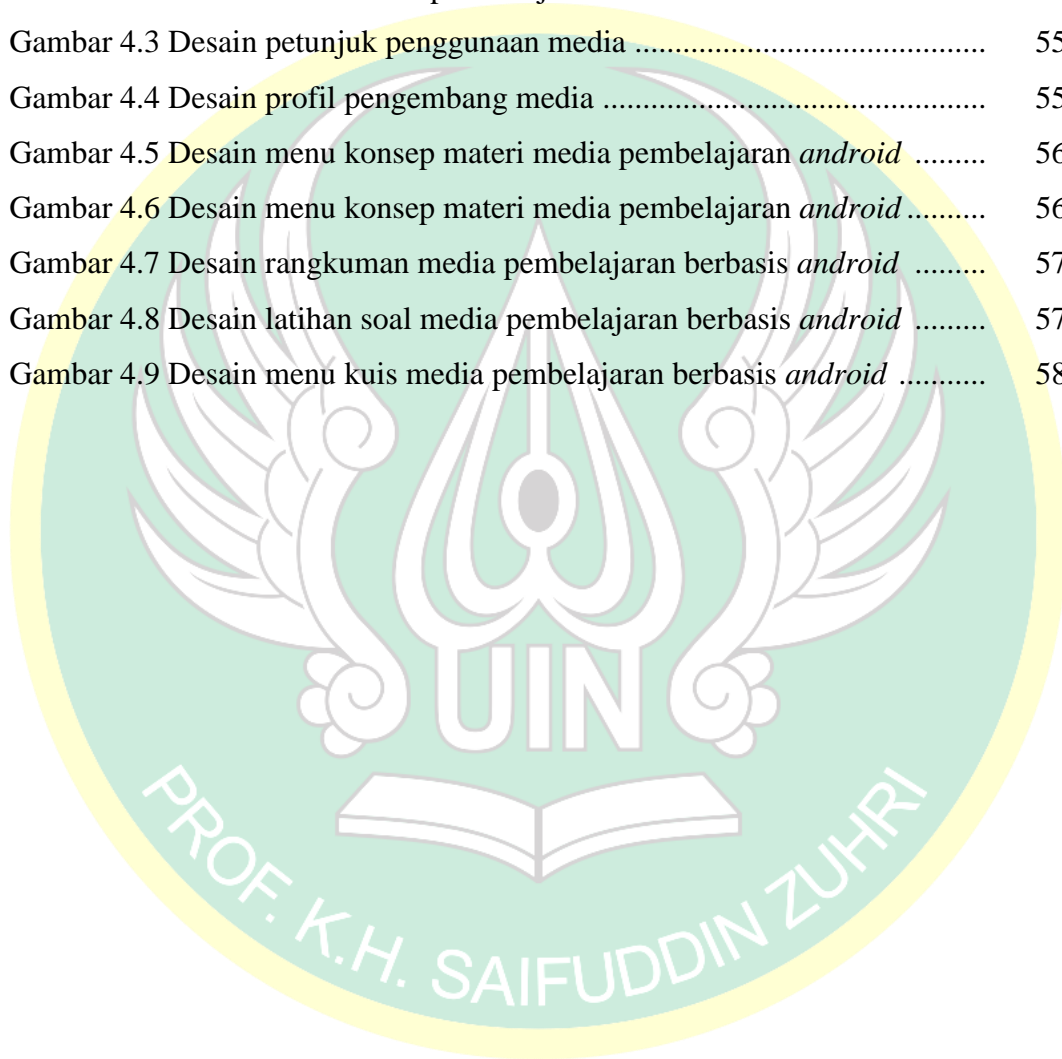 Gambar 4.3 Desain petunjuk penggunaan media ............................................ 55
Gambar 4.4 Desain profil pengembang media ................................................ 55
Gambar 4.5 Desain menu konsep materi media pembelajaran android ......... 56
Gambar 4.6 Desain menu konsep materi media pembelajaran android .......... 56
Gambar 4.7 Desain rangkuman media pembelajaran berbasis android ......... 57
Gambar 4.8 Desain latihan soal media pembelajaran berbasis android ......... 57
Gambar 4.9 Desain menu kuis media pembelajaran berbasis android ........... 58
UIN
PROF. K.H. SAIFUDDIN ZUHRI